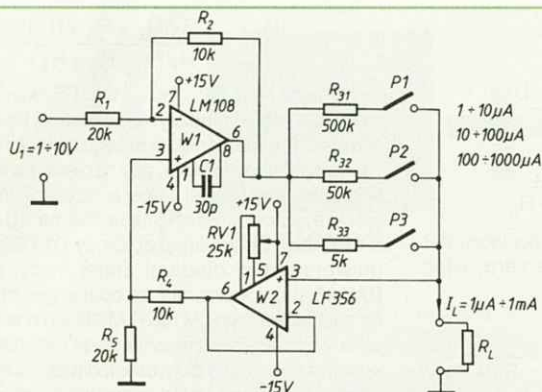 R2
10k
+15V
7
LM108
R1
20k
2
-
W1
6
3
+
8
C1
4
1
30p
-15V
U1=1÷10V
R31
500k
P1
1÷10µA
R32
50k
P2
10÷100µA
100÷1000µA
R33
5k
P3
+15V
RV1
25k
7
1
5
3
+
LF356
R4
10k
6
W2
-
2
4
-15V
R5
20k
IL=1µA÷1mA
RL